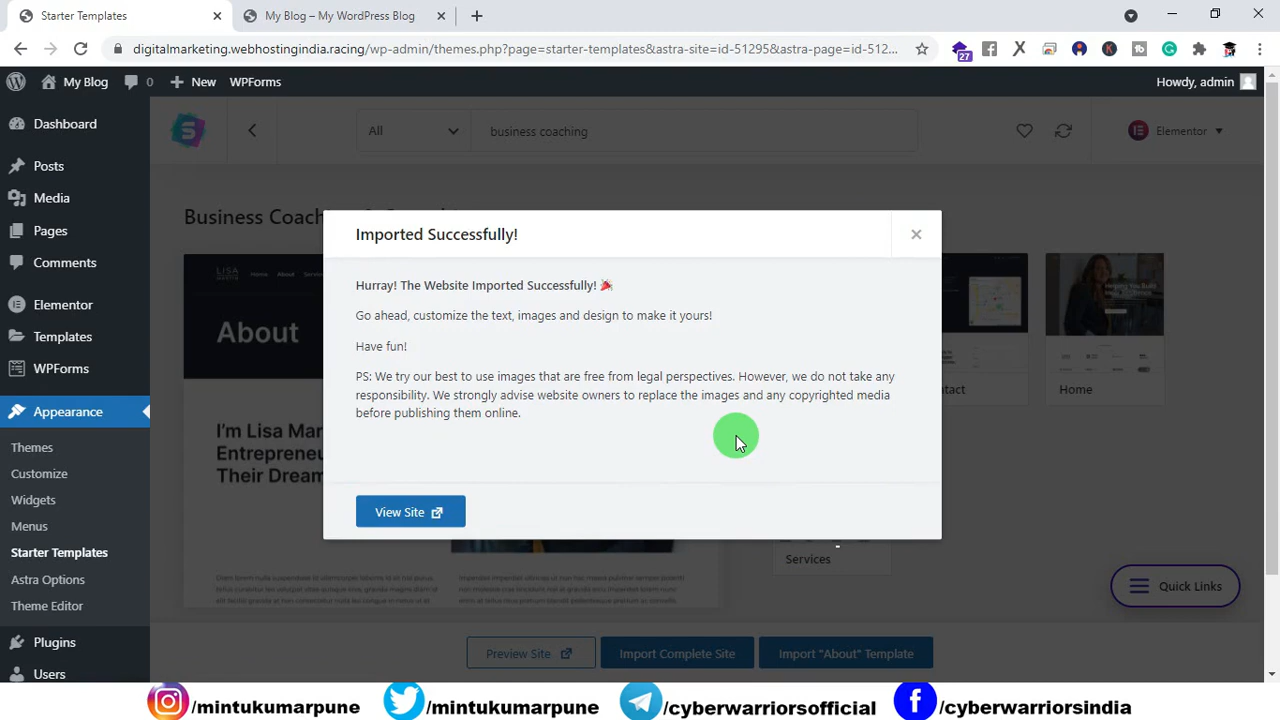 Starter Templates
My Blog – My WordPress Blog
digitalmarketing.webhostingindia.racing/wp-admin/themes.php?page=starter-templates&astra-site=id-51295&astra-page=id-512...
27
My Blog
0
New
WPForms
Howdy, admin
Dashboard
Posts
Media
Pages
Comments
Elementor
Templates
WPForms
Appearance
Themes
Customize
Widgets
Menus
Starter Templates
Astra Options
Theme Editor
Plugins
Users
All
business coaching
Elementor
Business Coach
LISA
Home About
About
I'm Lisa Mar
Entrepreneu
Their Dream
Imported Successfully!
Hurray! The Website Imported Successfully! 🎉
Go ahead, customize the text, images and design to make it yours!
Have fun!
PS: We try our best to use images that are free from legal perspectives. However, we do not take any
responsibility. We strongly advise website owners to replace the images and any copyrighted media
before publishing them online.
View Site
Home
Services
Quick Links
Preview Site
Import Complete Site
Import "About" Template
/mintukumarpune
/mintukumarpune
/cyberwarriorsofficial
/cyberwarriorsindia